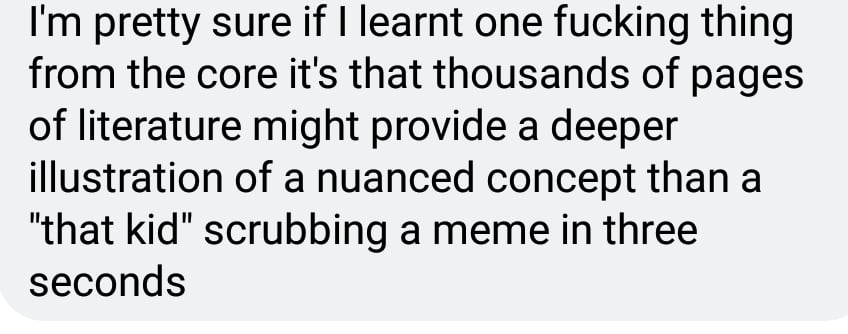 I'm pretty sure if I learnt one fucking thing
from the core it's that thousands of pages
of literature might provide a deeper
illustration of a nuanced concept than a
"that kid" scrubbing a meme in three
seconds